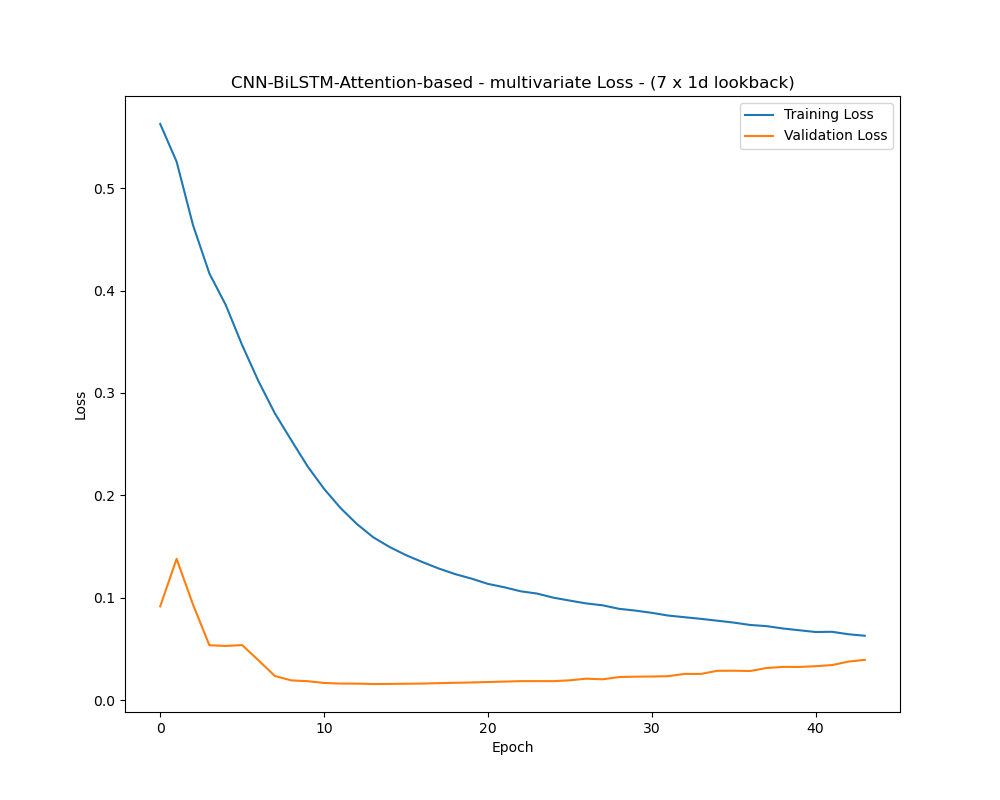 CNN-BiLSTM-Attention-based - multivariate Loss - (7 x 1d lookback)
Training Loss
Validation Loss
Loss
0.5
0.4
0.3
0.2
0.1
0.0
0 10 20 30 40
Epoch